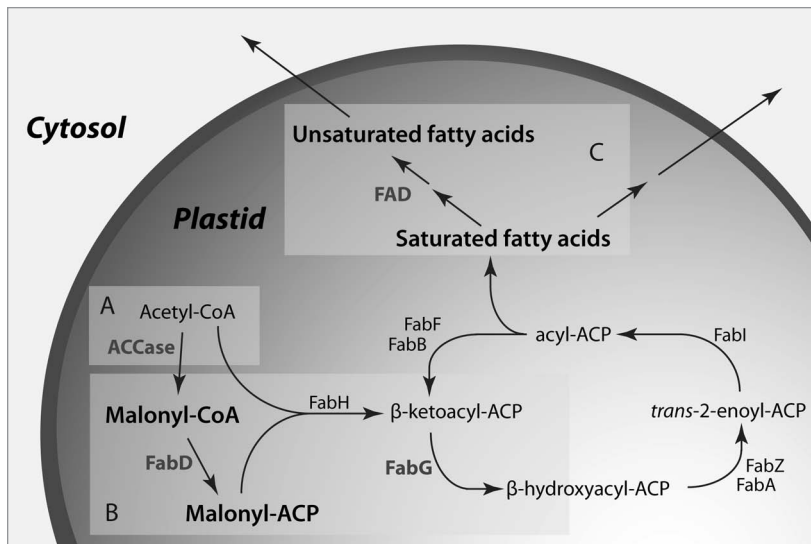 Cytosol
Unsaturated fatty acids
C
FAD
Plastid
Saturated fatty acids
A
Acetyl-CoA
ACCase
FabF
FabB
acyl-ACP
FabI
Malonyl-CoA
FabH
β-ketoacyl-ACP
trans-2-enoyl-ACP
FabD
FabG
FabZ
FabA
β-hydroxyacyl-ACP
B
Malonyl-ACP